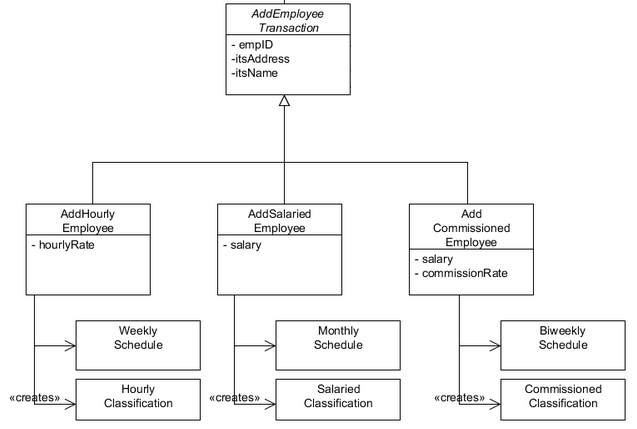 AddEmployee
Transaction
- empID
-itsAddress
-itsName
AddHourly
Employee
- hourlyRate
AddSalaried
Employee
- salary
Add
Commissioned
Employee
- salary
- commissionRate
Weekly
Schedule
Monthly
Schedule
Biweekly
Schedule
«creates»
Hourly
Classification
«creates»
Salaried
Classification
«creates»
Commissioned
Classification